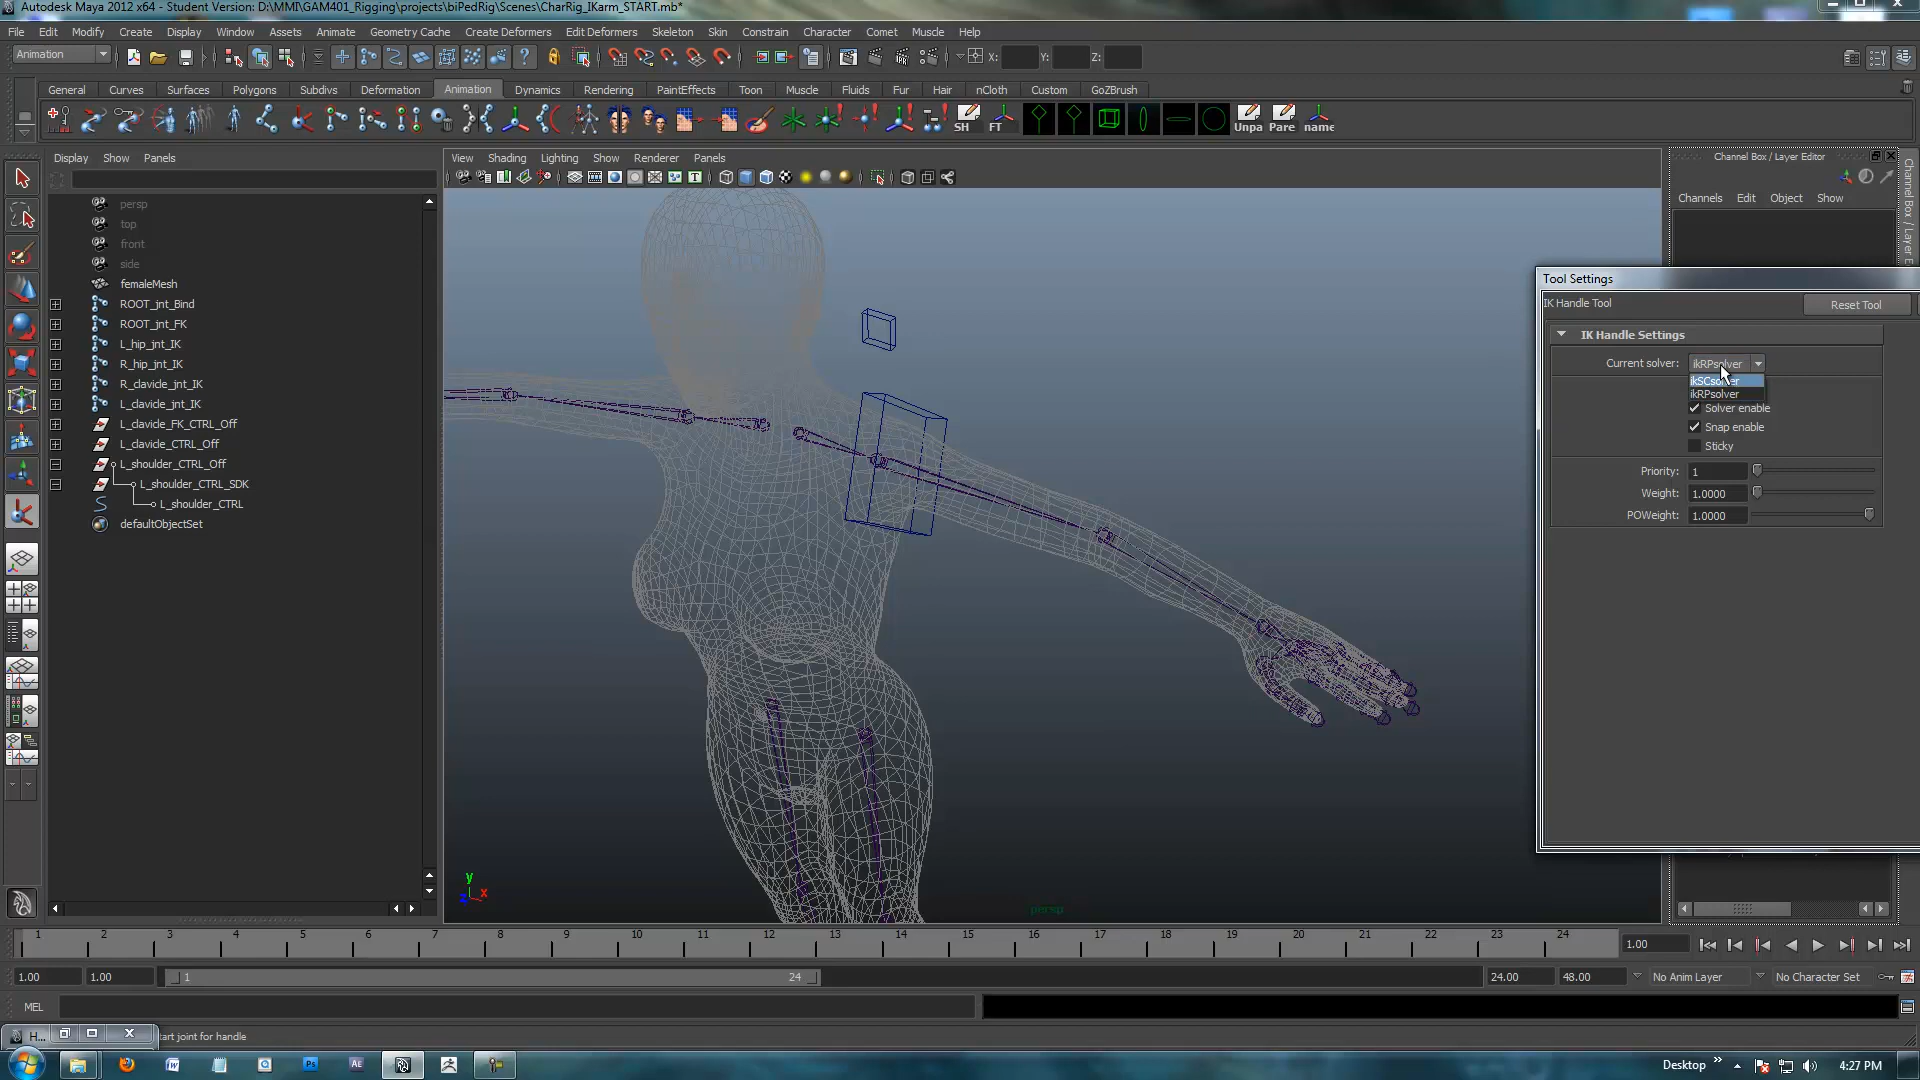 Autodesk Maya 2012 x64 - Student Version: D:\MMI\GAM401_Rigging\projects\biPedRig\Scenes\CharRig_IKarm_START.mb*
File Edit Modify Create Display Window Assets Animate Geometry Cache Create Deformers Edit Deformers Skeleton Skin Constrain Character Comet Muscle Help
Animation X: Y: Z:
General Curves Surfaces Polygons Subdivs Deformation Animation Dynamics Rendering PaintEffects Toon Muscle Fluids Fur Hair nCloth Custom GoZBrush
SH FT Unpa Pare name
Display Show Panels
View Shading Lighting Show Renderer Panels
Channel Box / Layer Editor
Channels Edit Object Show
persp
top
front
side
femaleMesh
ROOT_jnt_Bind
ROOT_jnt_FK
L_hip_jnt_IK
R_hip_jnt_IK
R_clavicle_jnt_IK
L_clavicle_jnt_IK
L_clavicle_FK_CTRL_Off
L_clavicle_CTRL_Off
L_shoulder_CTRL_Off
L_shoulder_CTRL_SDK
L_shoulder_CTRL
defaultObjectSet
Tool Settings
IK Handle Tool Reset Tool
IK Handle Settings
Current solver: ikRPsolver
ikSCsolver
ikRPsolver
Solver enable
Snap enable
Sticky
Priority: 1
Weight: 1.0000
POWeight: 1.0000
y
x
persp
1 2 3 4 5 6 7 8 9 10 11 12 13 14 15 16 17 18 19 20 21 22 23 24 1.00
1.00 1.00 1 24 24.00 48.00 No Anim Layer No Character Set
MEL
H... tart joint for handle
Desktop 4:27 PM